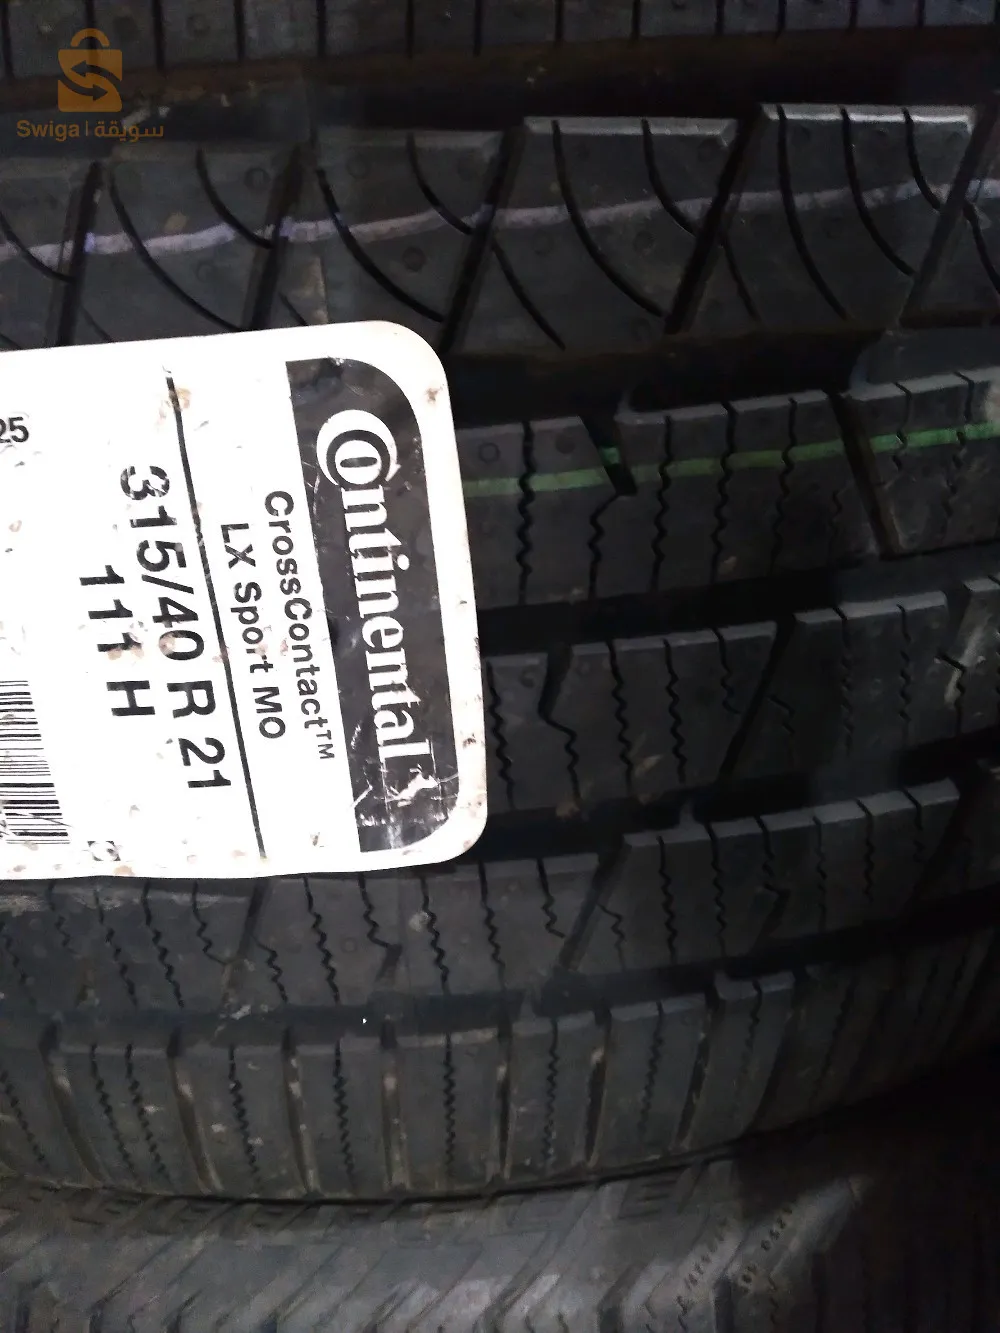 Swiga | سويقة
Continental
CrossContact™
LX Sport MO
315/40 R 21
111 H
25